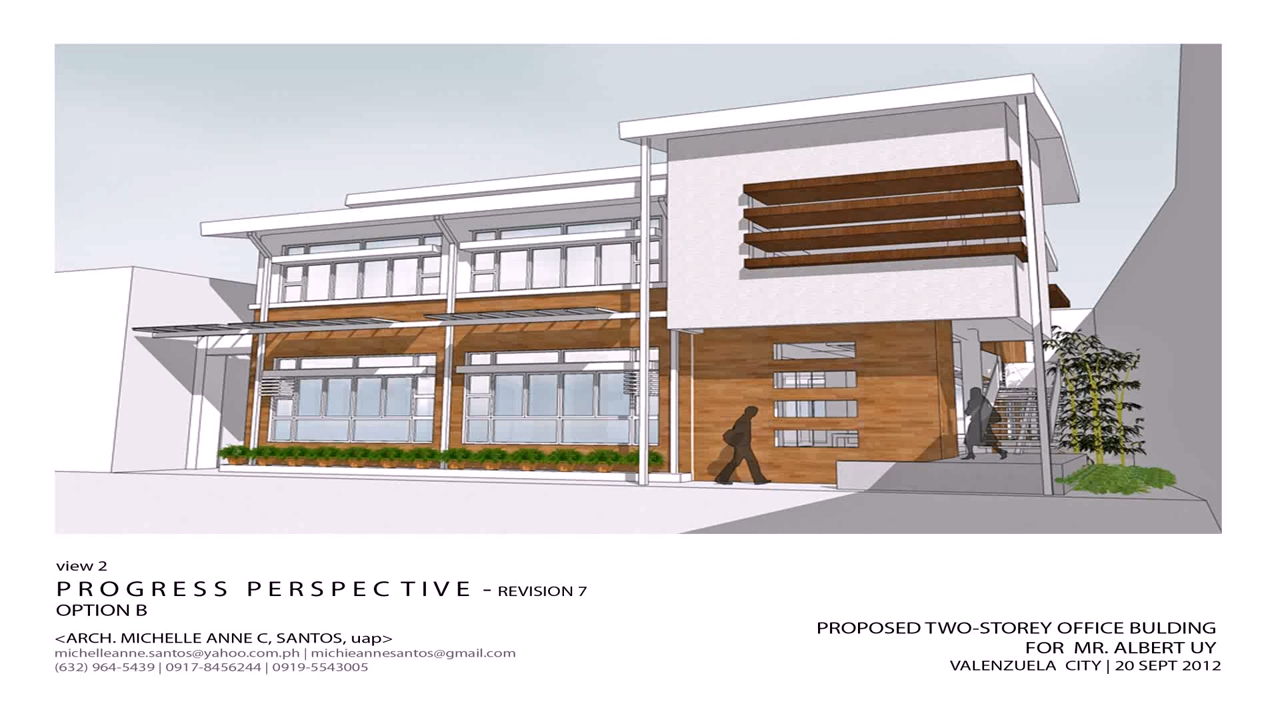 view 2
PROGRESS PERSPECTIVE - REVISION 7
OPTION B
<ARCH. MICHELLE ANNE C, SANTOS, uap>
michelleanne.santos@yahoo.com.ph | michieannesantos@gmail.com
(632) 964-5439 | 0917-8456244 | 0919-5543005
PROPOSED TWO-STOREY OFFICE BULDING
FOR MR. ALBERT UY
VALENZUELA CITY | 20 SEPT 2012